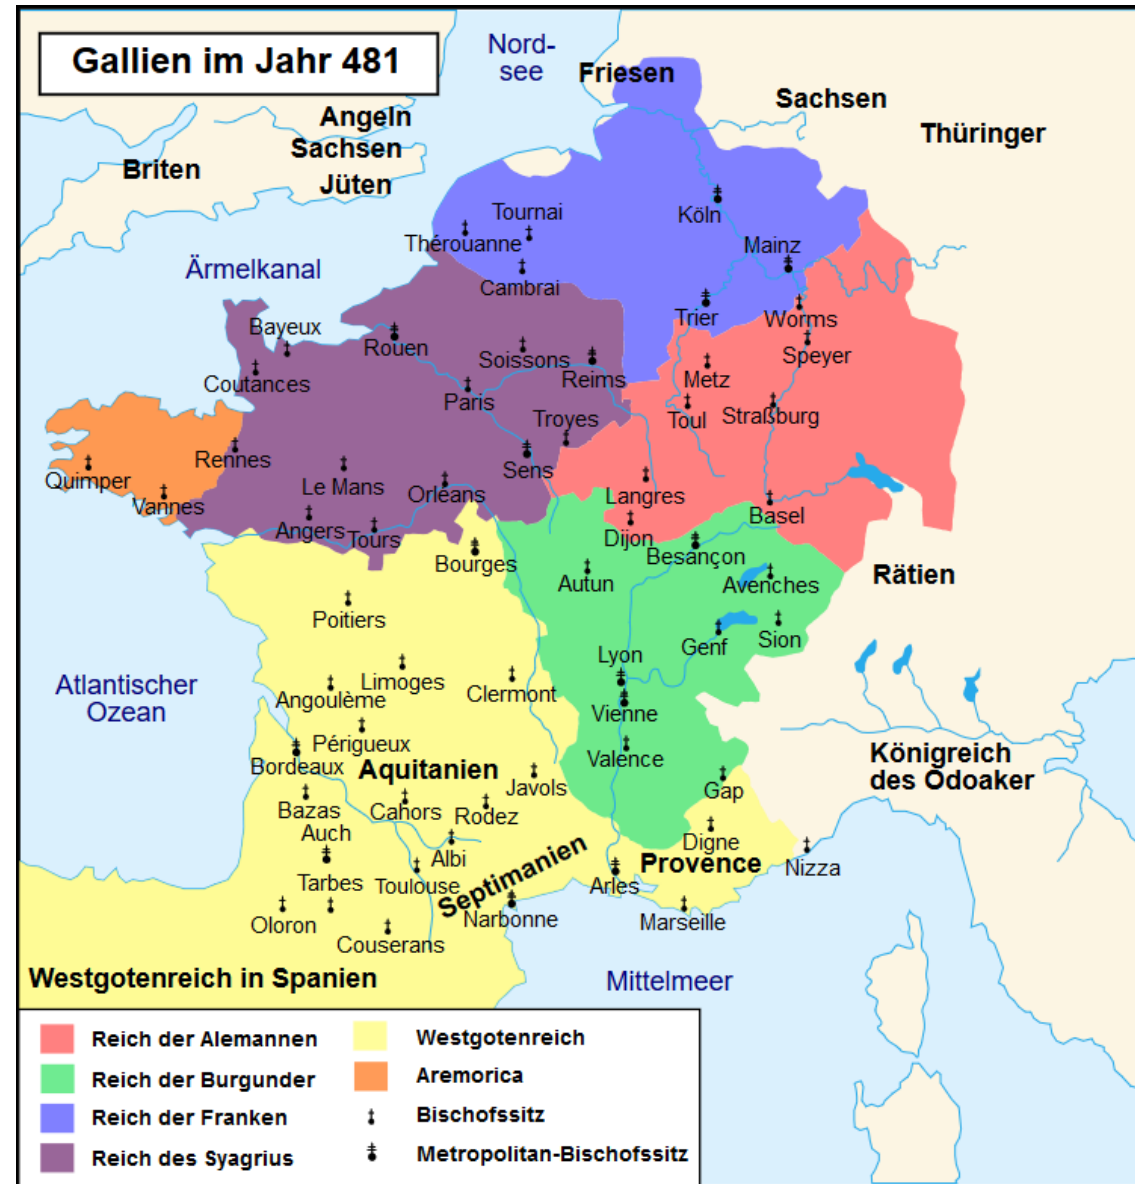 Gallien im Jahr 481
Nord-
see
Friesen
Sachsen
Thüringer
Angeln
Sachsen
Jüten
Briten
Ärmelkanal
Tournai
Thérouanne
Cambrai
Köln
Mainz
Trier
Worms
Speyer
Bayeux
Rouen
Soissons
Reims
Metz
Coutances
Paris
Troyes
Toul
Straßburg
Rennes
Quimper
Vannes
Le Mans
Orléans
Sens
Langres
Basel
Angers
Tours
Dijon
Bourges
Besançon
Autun
Avenches
Rätien
Poitiers
Genf
Sion
Lyon
Atlantischer
Ozean
Limoges
Angoulème
Clermont
Vienne
Périgueux
Bordeaux
Aquitanien
Valence
Königreich
des Odoaker
Javols
Gap
Bazas
Cahors
Rodez
Auch
Albi
Digne
Septimanien
Provence
Nizza
Tarbes
Toulouse
Arles
Oloron
Narbonne
Marseille
Couserans
Westgotenreich in Spanien
Mittelmeer
Reich der Alemannen
Westgotenreich
Reich der Burgunder
Aremorica
Reich der Franken
Bischofssitz
Reich des Syagrius
Metropolitan-Bischofssitz